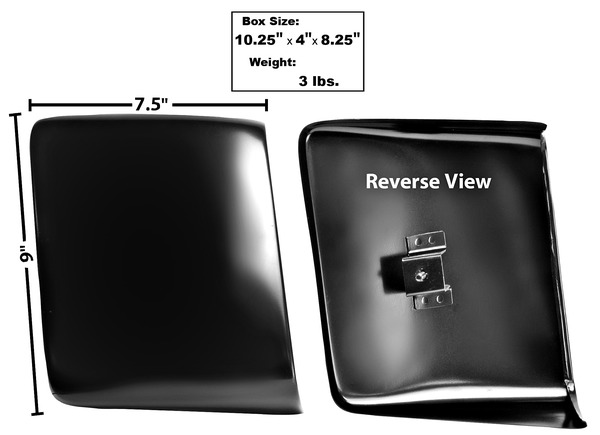 Box Size:
10.25" x 4" x 8.25"
Weight:
3 lbs.
7.5"
9"
Reverse View